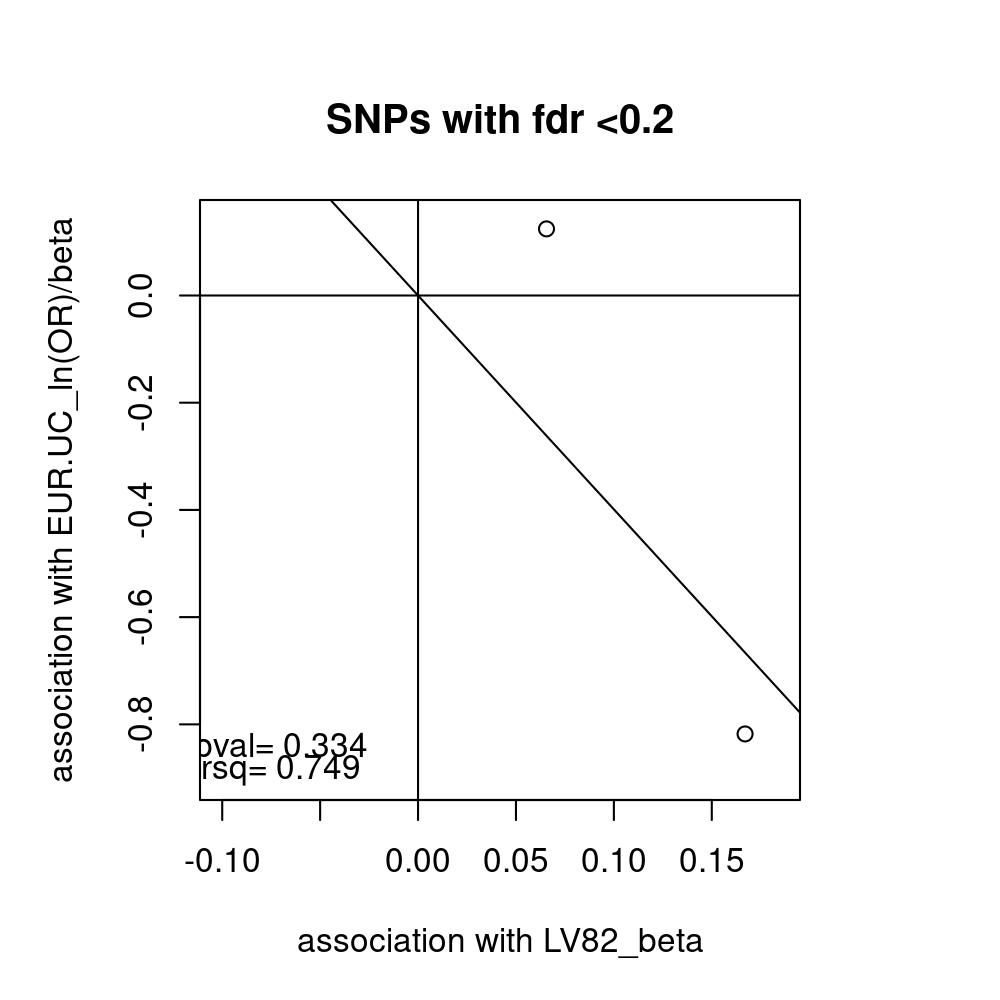 SNPs with fdr <0.2
association with EUR.UC_ln(OR)/beta
0.0
-0.2
-0.4
-0.6
-0.8
pval= 0.334
rsq= 0.749
-0.10 0.00 0.05 0.10 0.15
association with LV82_beta